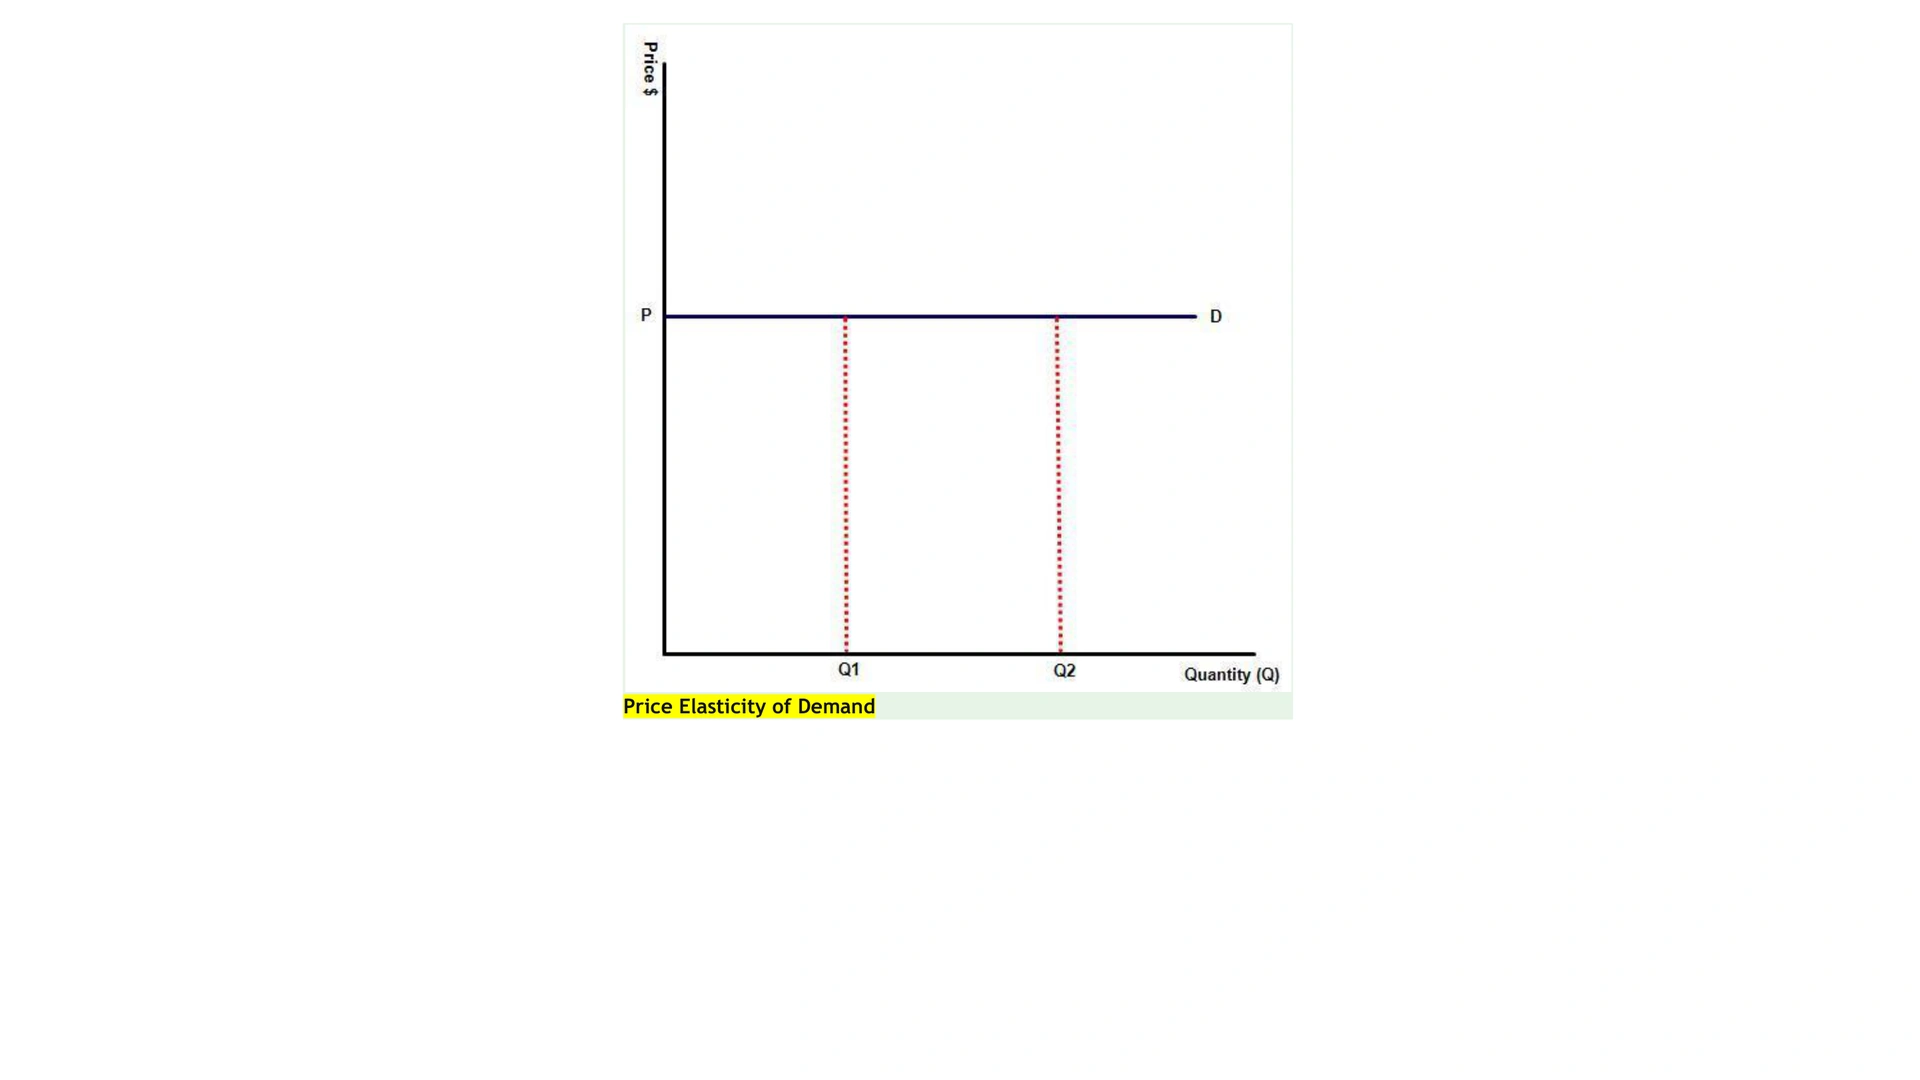 Price $
P
D
Q1
Q2
Quantity (Q)
Price Elasticity of Demand